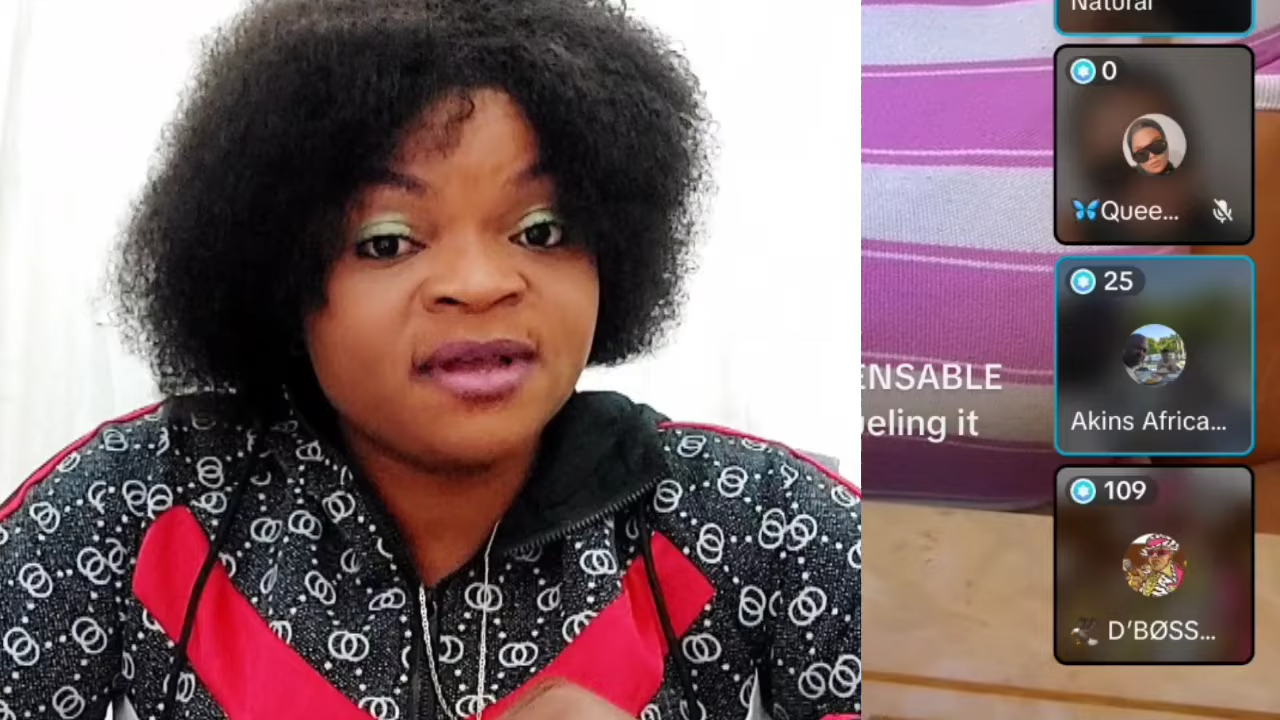 Natural
0
🦋Quee...
25
ENSABLE
ueling it
Akins Africa...
109
D'BØSS...